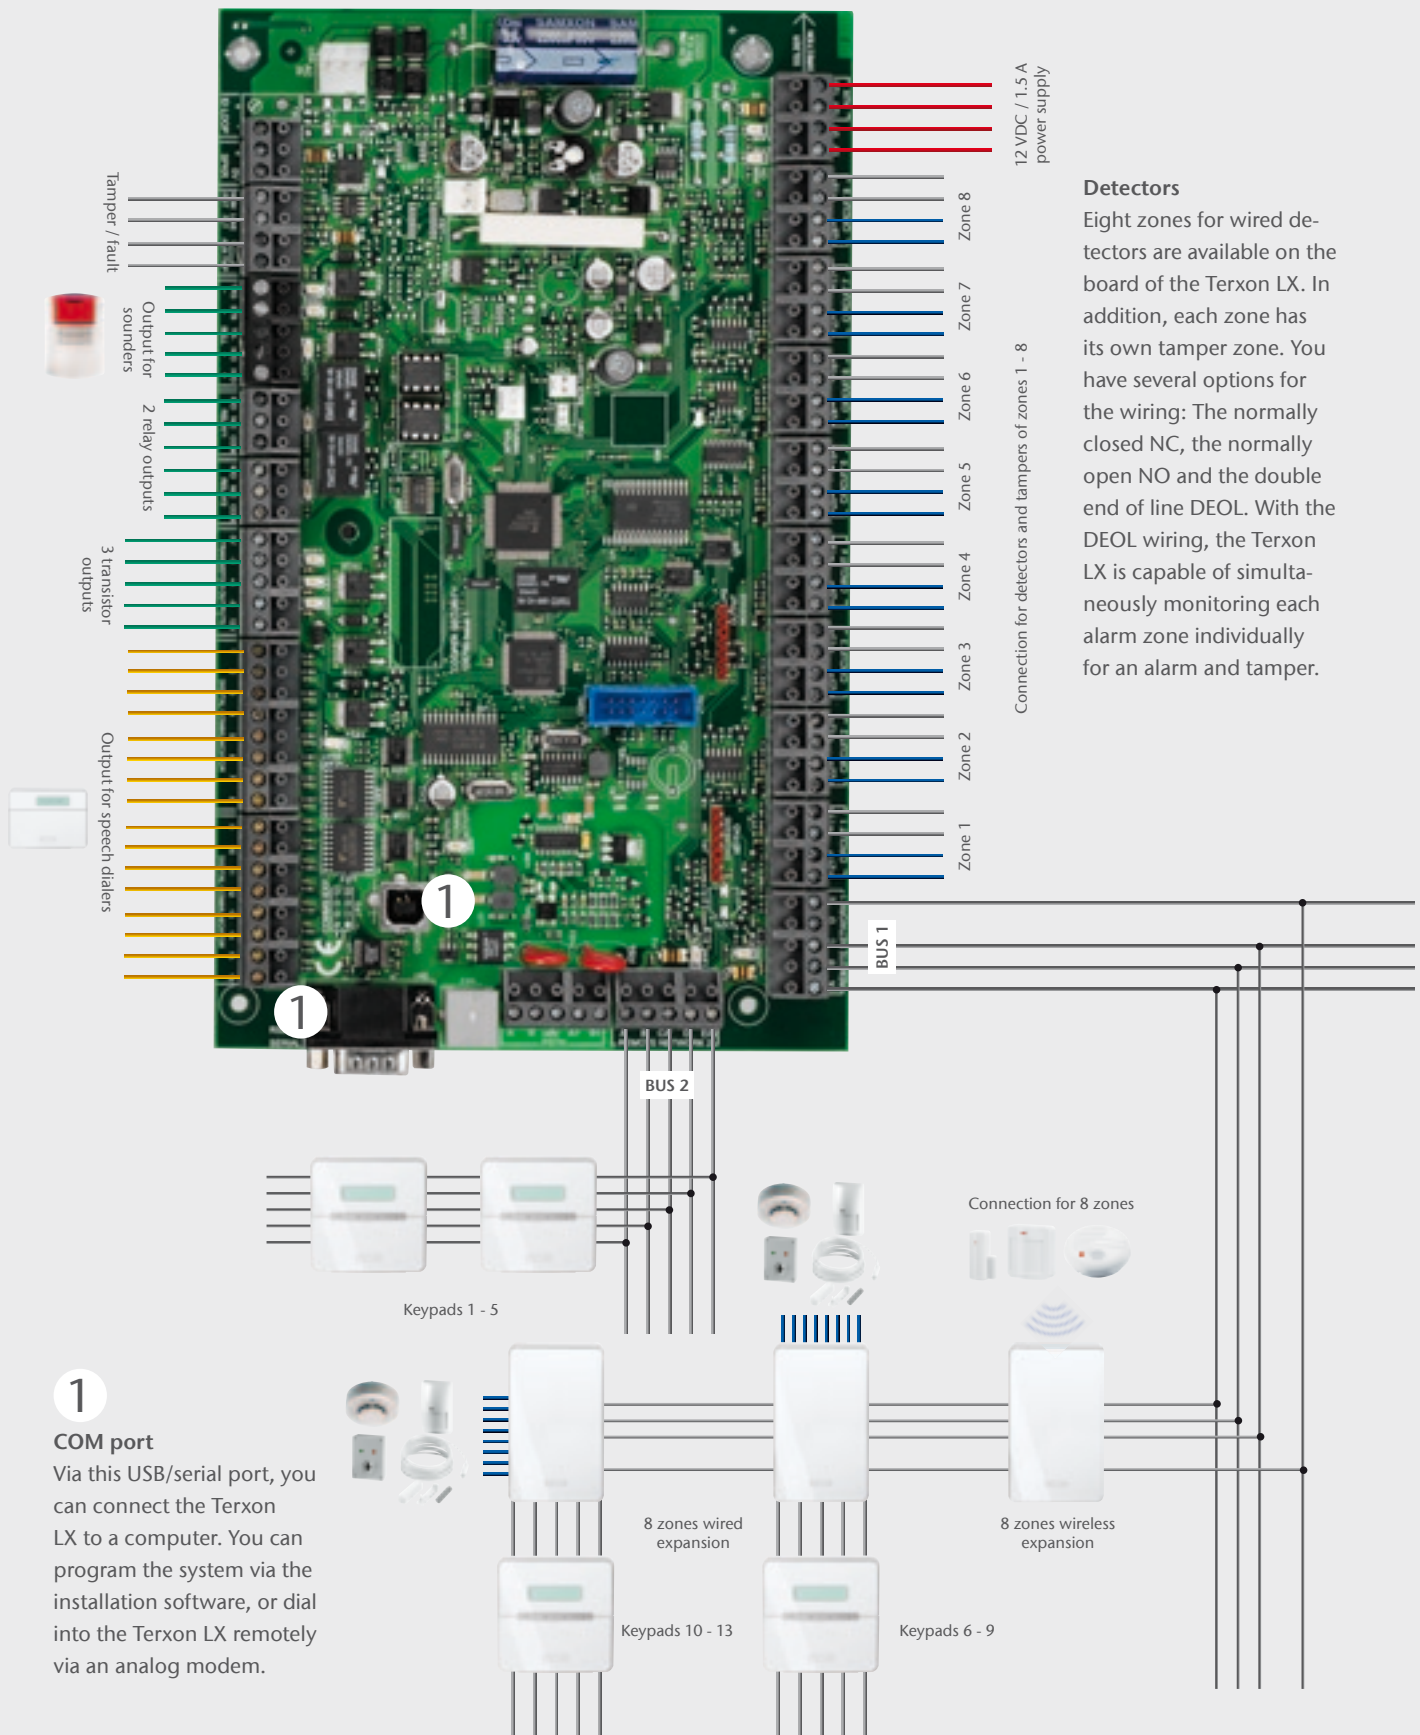 SAMXON
12 VDC / 1.5 A
power supply
Tamper / fault
Output for
sounders
2 relay outputs
3 transistor
outputs
Output for speech dialers
Zone 8
Zone 7
Zone 6
Zone 5
Zone 4
Zone 3
Zone 2
Zone 1
Connection for detectors and tampers of zones 1 - 8
Detectors
Eight zones for wired de-
tectors are available on the
board of the Terxon LX. In
addition, each zone has
its own tamper zone. You
have several options for
the wiring: The normally
closed NC, the normally
open NO and the double
end of line DEOL. With the
DEOL wiring, the Terxon
LX is capable of simulta-
neously monitoring each
alarm zone individually
for an alarm and tamper.
1
1
CE
BUS 1
BUS 2
Keypads 1 - 5
Connection for 8 zones
8 zones wired
expansion
8 zones wireless
expansion
Keypads 10 - 13
Keypads 6 - 9
1
COM port
Via this USB/serial port, you
can connect the Terxon
LX to a computer. You can
program the system via the
installation software, or dial
into the Terxon LX remotely
via an analog modem.